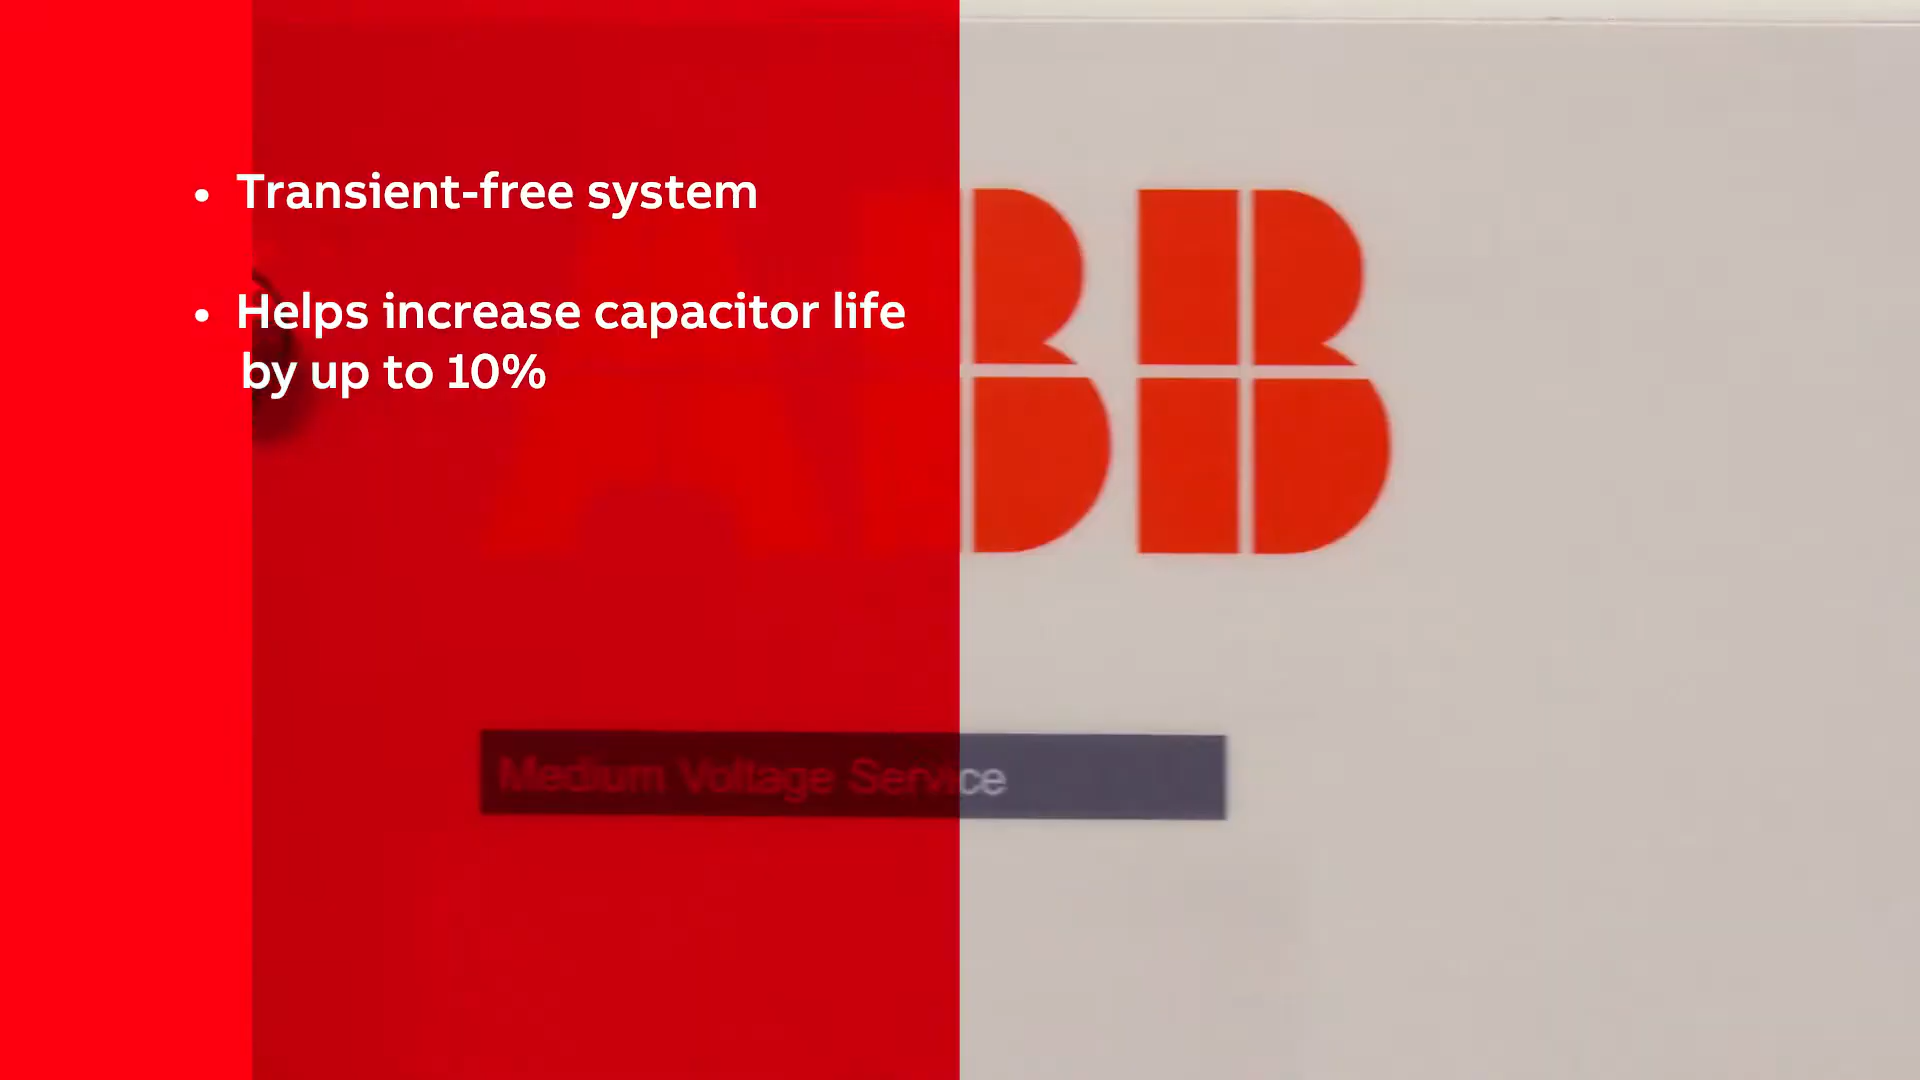 • Transient-free system
• Helps increase capacitor life
by up to 10%
ABB
Medium Voltage Service